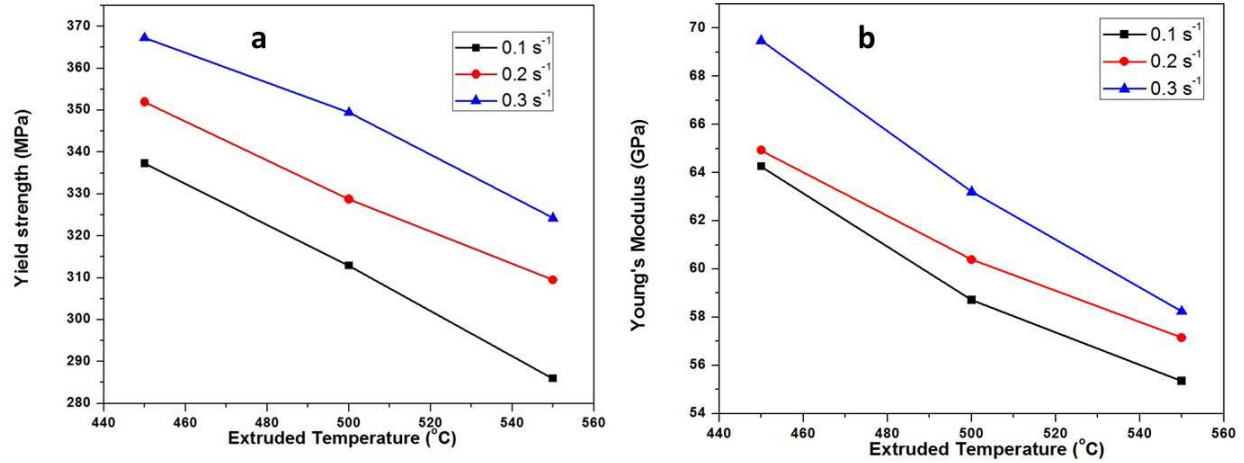 a
0.1 s⁻¹
0.2 s⁻¹
0.3 s⁻¹
Yield strength (MPa)
370
360
350
340
330
320
310
290
280
440 460 480 500 520 540 560
Extruded Temperature (°C)
b
0.1 s⁻¹
0.2 s⁻¹
0.3 s⁻¹
Young's Modulus (GPa)
70
68
66
64
62
60
58
56
54
440 460 480 500 520 540 560
Extruded Temperature (°C)